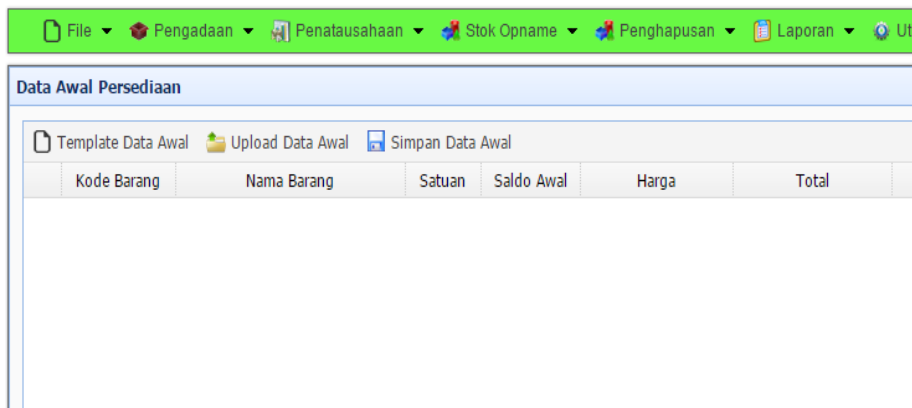 File Pengadaan Penatausahaan Stok Opname Penghapusan Laporan Ut
Data Awal Persediaan
Template Data Awal Upload Data Awal Simpan Data Awal
Kode Barang Nama Barang Satuan Saldo Awal Harga Total